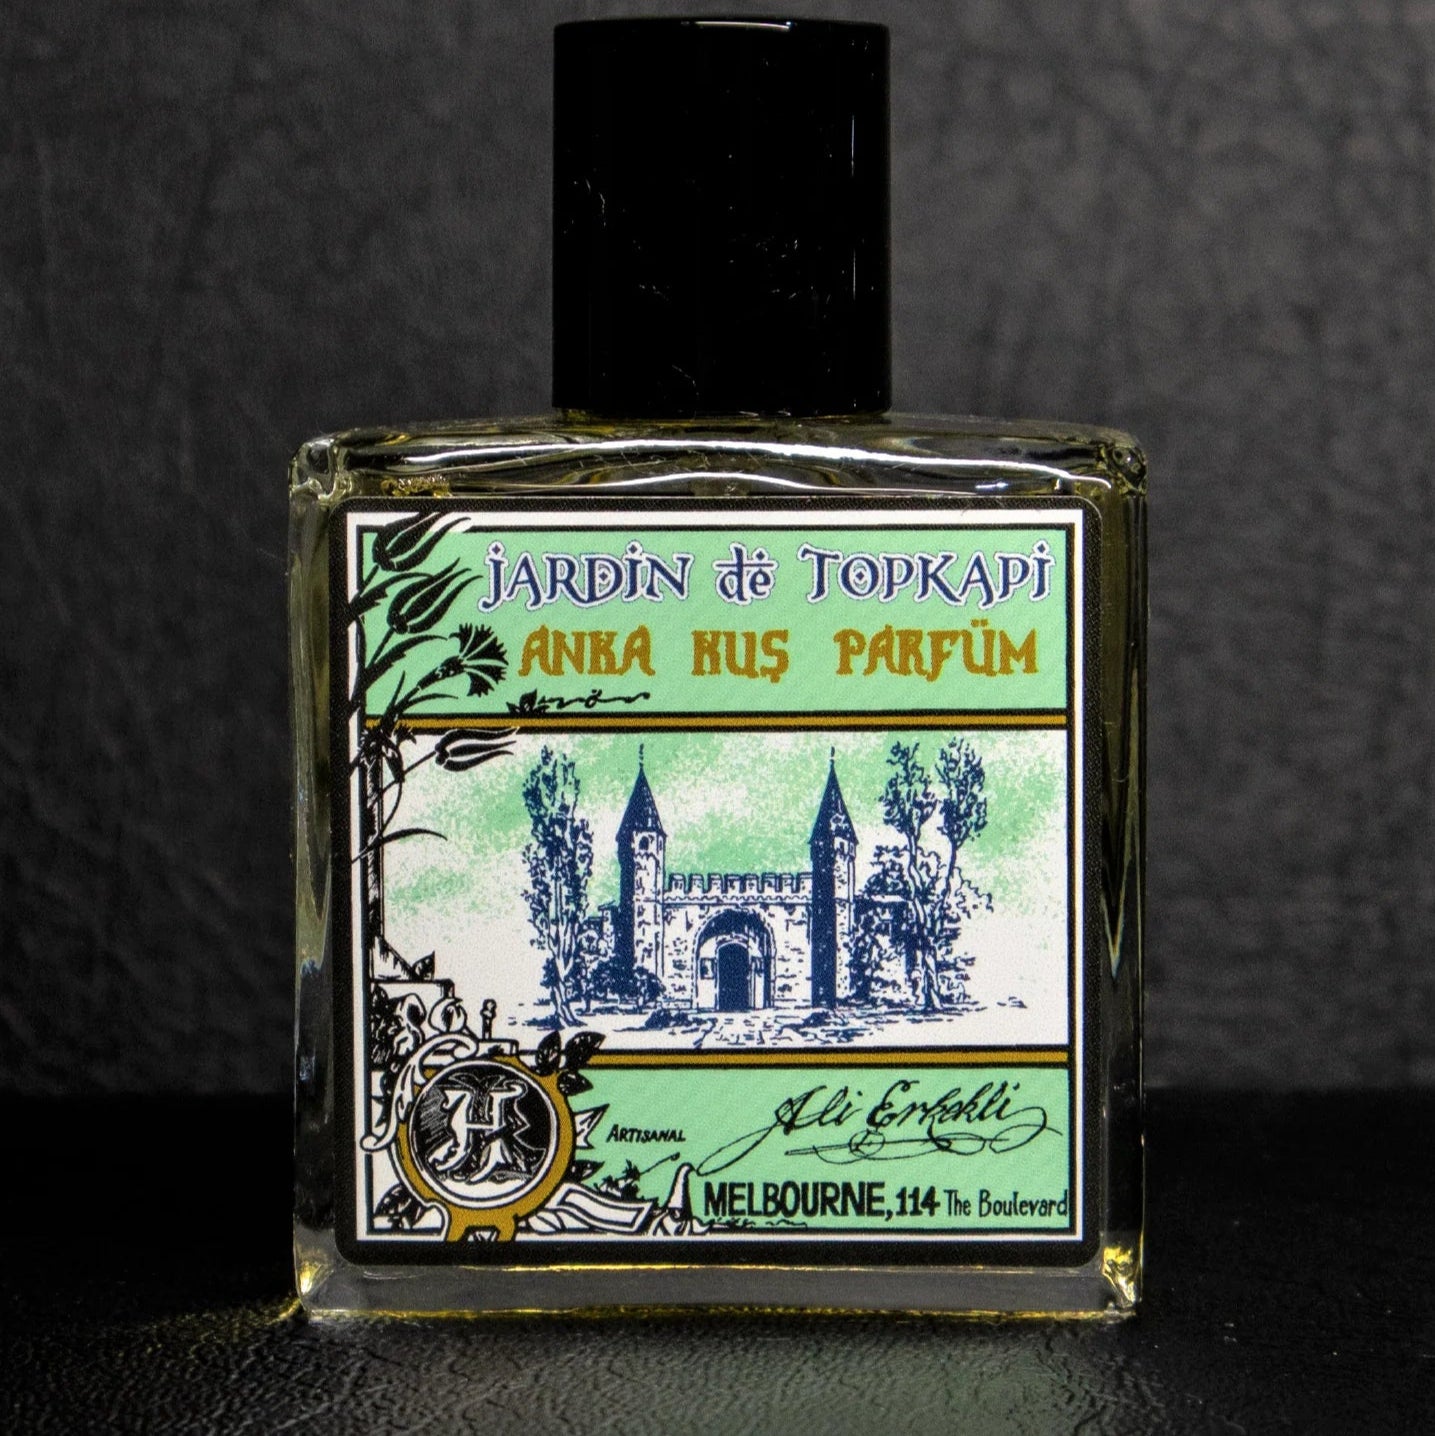 JARDIN de TOPKAPI
ANKA KUŞ PARFÜM
ARTISANAL
Ali Erkekli
MELBOURNE, 114 The Boulevard